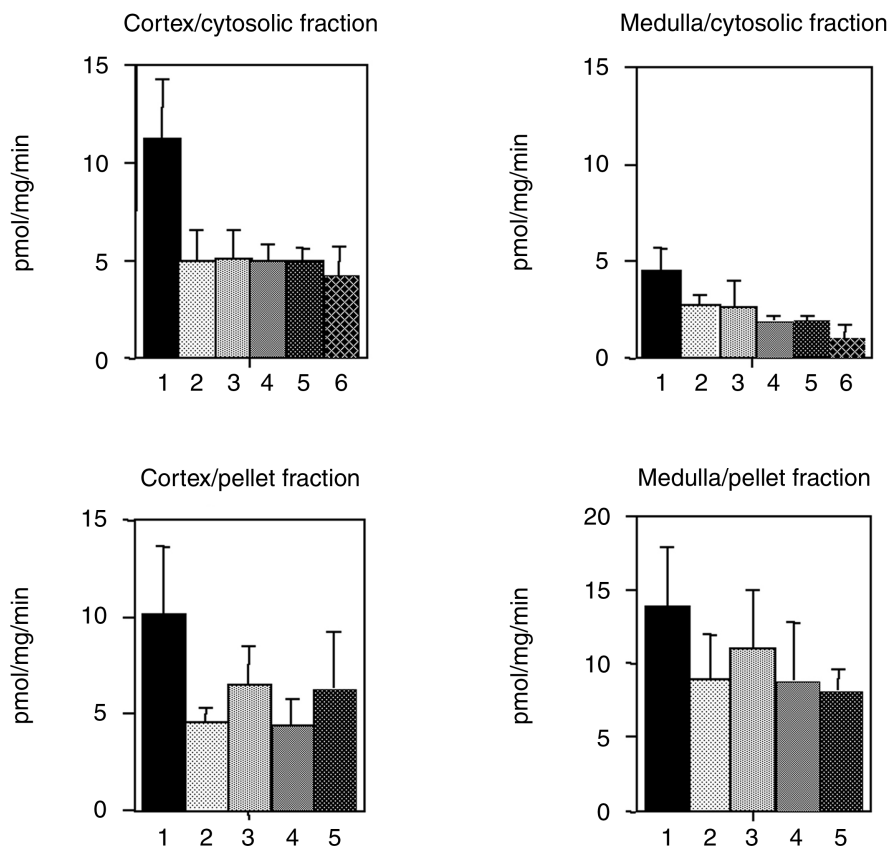 Cortex/cytosolic fraction
pmol/mg/min
15
10
5
0
1 2 3 4 5 6
Medulla/cytosolic fraction
pmol/mg/min
15
10
5
0
1 2 3 4 5 6
Cortex/pellet fraction
pmol/mg/min
15
10
5
0
1 2 3 4 5
Medulla/pellet fraction
pmol/mg/min
20
15
10
5
0
1 2 3 4 5